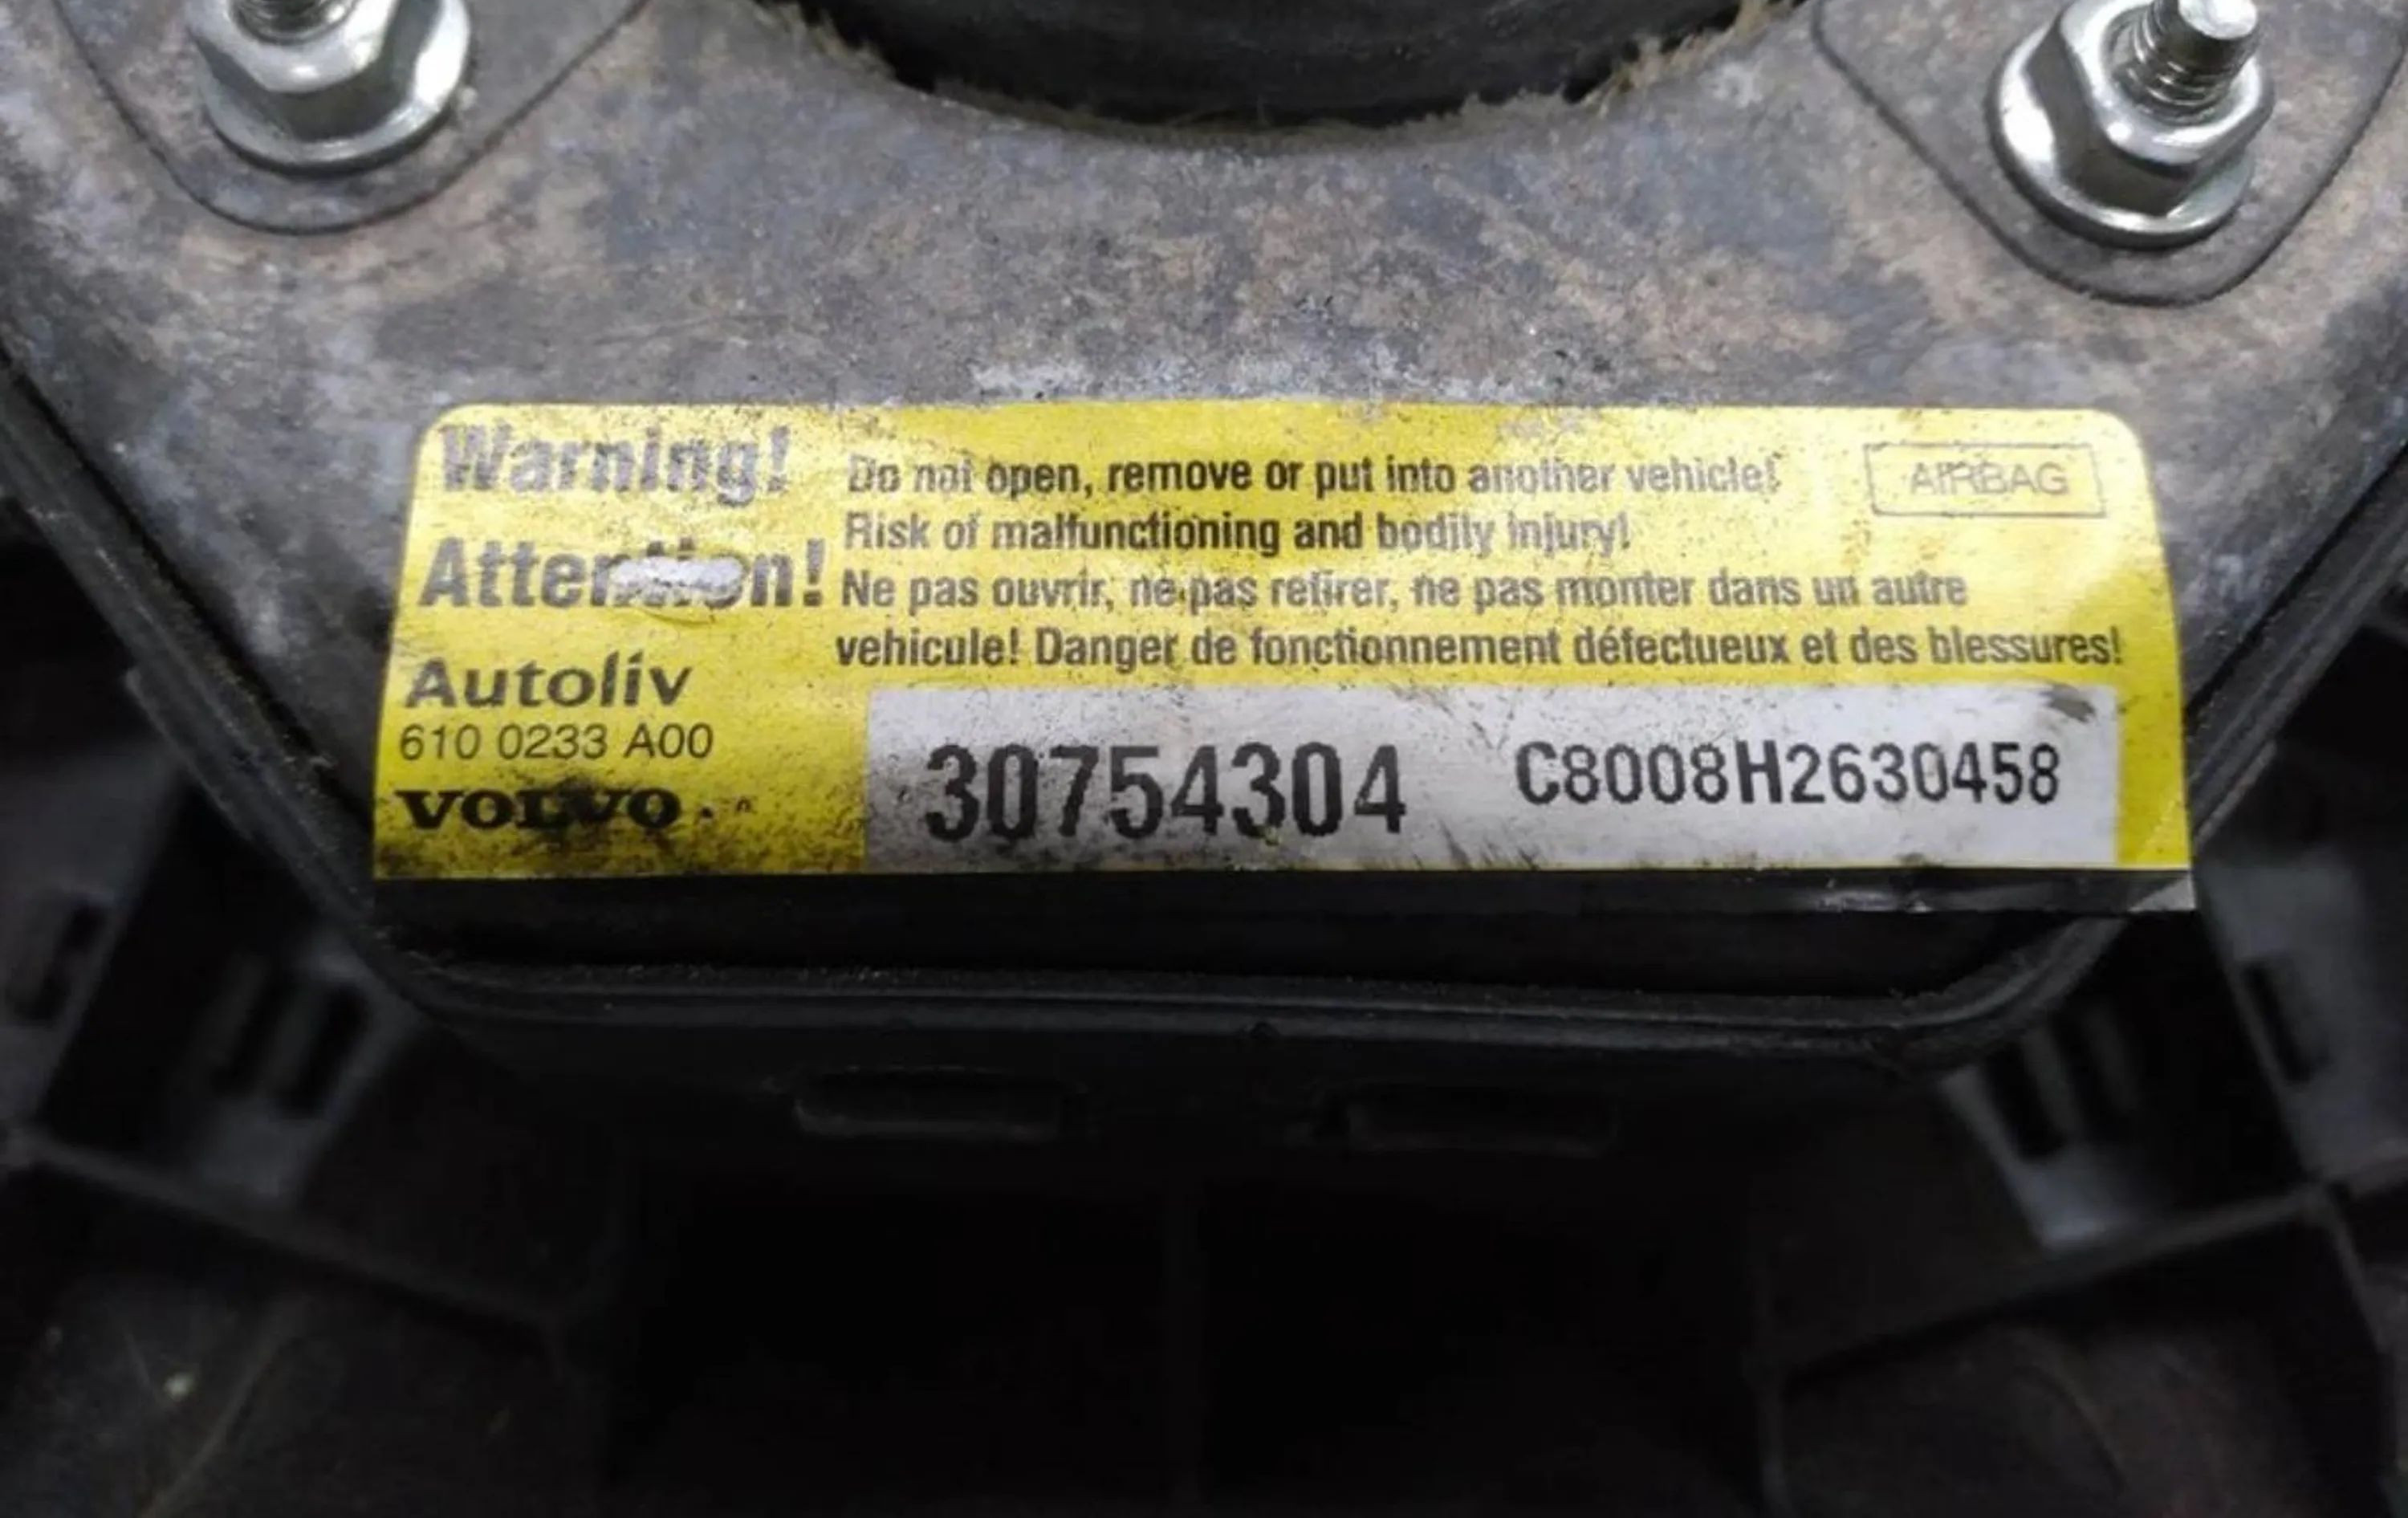 Warning!
Do not open, remove or put into another vehicle!
AIRBAG
Risk of malfunctioning and bodily injury!
Attention!
Ne pas ouvrir, ne pas retirer, ne pas monter dans un autre
vehicule! Danger de fonctionnement défectueux et des blessures!
Autoliv
610 0233 A00
VOLVO
30754304
C8008H2630458